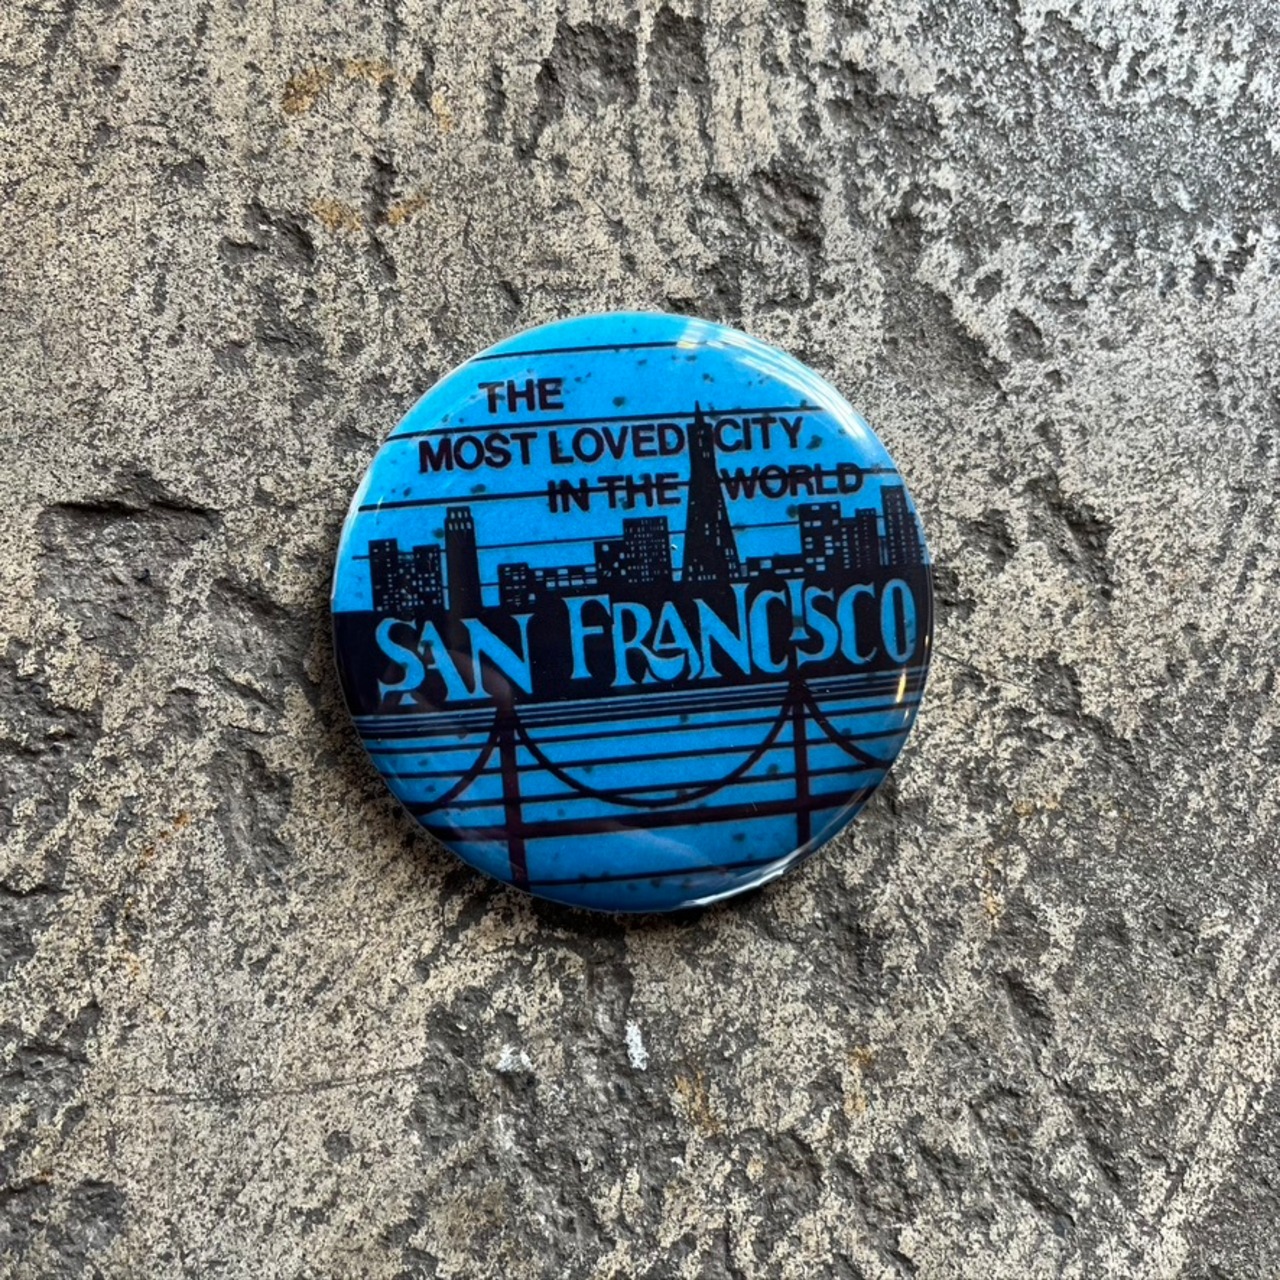 THE
MOST LOVED CITY
IN THE WORLD
SAN FRANCISCO